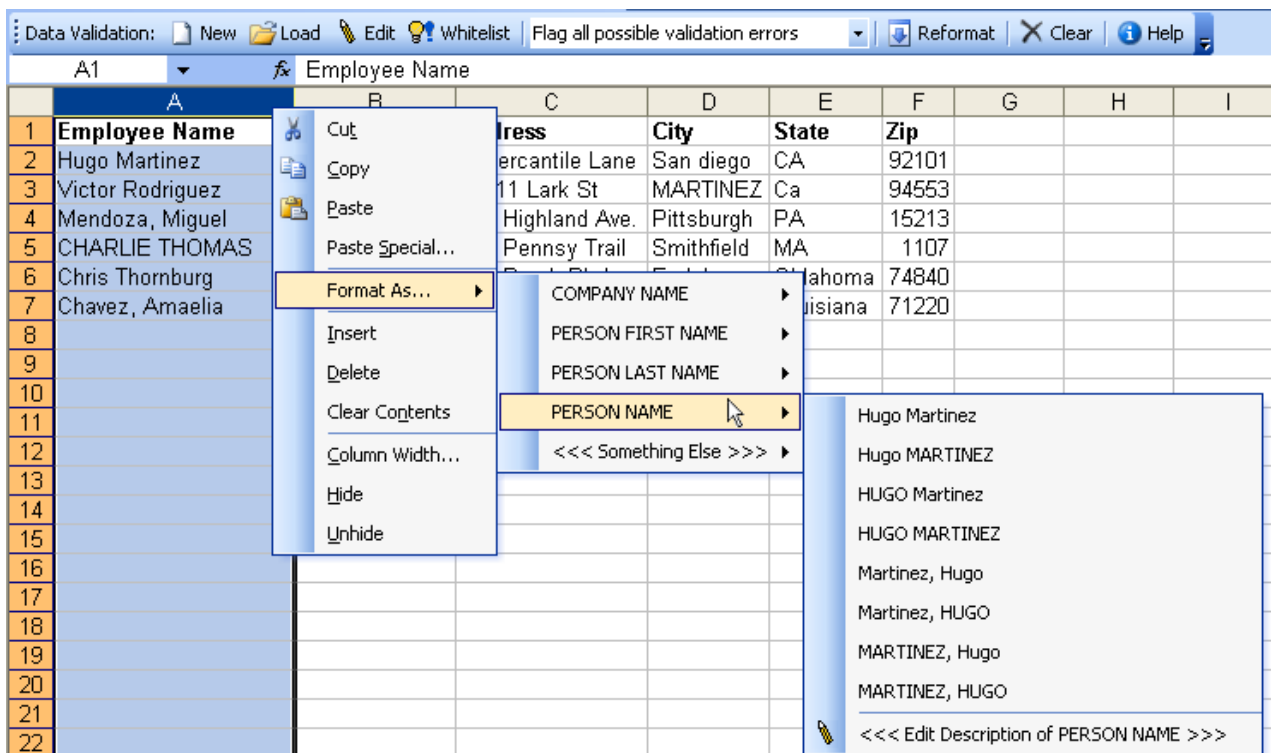 Data Validation: New Load Edit Whitelist Flag all possible validation errors Reformat Clear Help
A1 fx Employee Name
A B C D E F G H I
1 Employee Name dress City State Zip
2 Hugo Martinez ercantile Lane San diego CA 92101
3 Victor Rodriguez 11 Lark St MARTINEZ Ca 94553
4 Mendoza, Miguel Highland Ave. Pittsburgh PA 15213
5 CHARLIE THOMAS Pennsy Trail Smithfield MA 1107
6 Chris Thornburg lahoma 74840
7 Chavez, Amaelia isiana 71220
8
9
10
11
12
13
14
15
16
17
18
19
20
21
22
Cut
Copy
Paste
Paste Special...
Format As...
Insert
Delete
Clear Contents
Column Width...
Hide
Unhide
COMPANY NAME
PERSON FIRST NAME
PERSON LAST NAME
PERSON NAME
<<< Something Else >>>
Hugo Martinez
Hugo MARTINEZ
HUGO Martinez
HUGO MARTINEZ
Martinez, Hugo
Martinez, HUGO
MARTINEZ, Hugo
MARTINEZ, HUGO
<<< Edit Description of PERSON NAME >>>